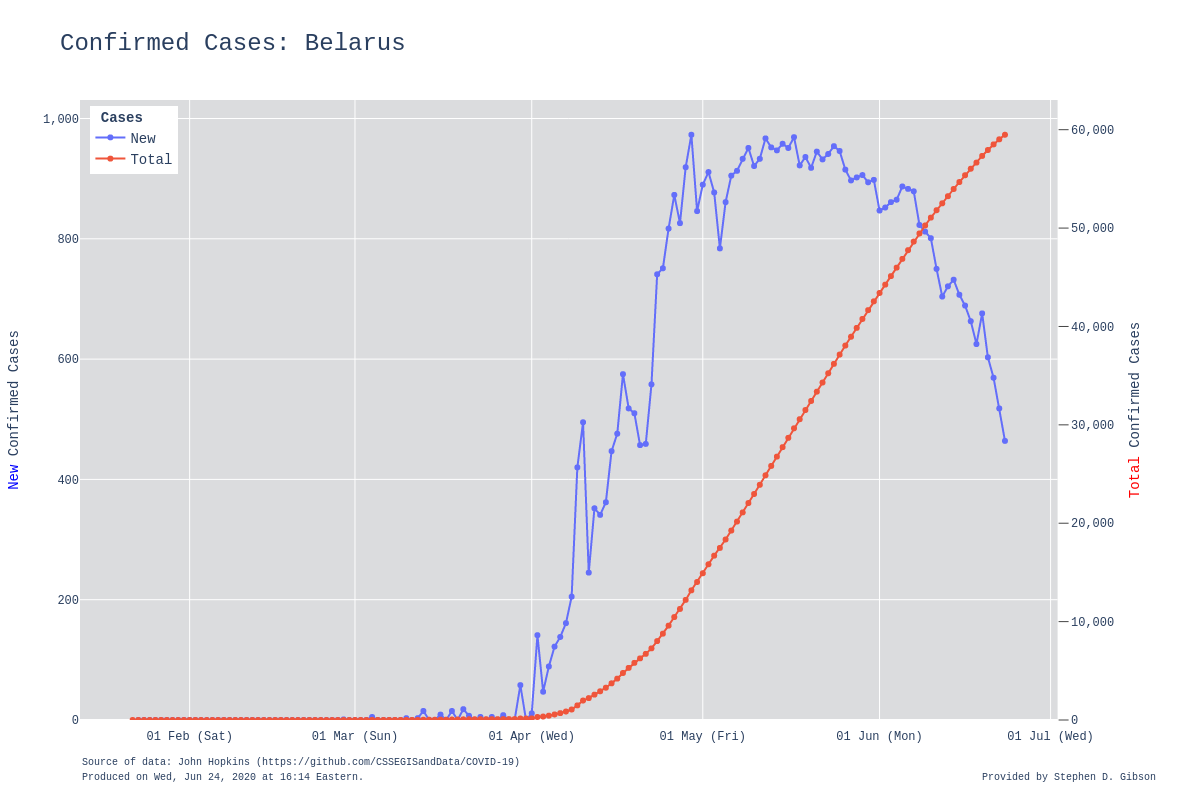 Confirmed Cases: Belarus
Cases
New
Total
1,000
800
600
400
200
0
New Confirmed Cases
60,000
50,000
40,000
30,000
20,000
10,000
0
Total Confirmed Cases
01 Feb (Sat)
01 Mar (Sun)
01 Apr (Wed)
01 May (Fri)
01 Jun (Mon)
01 Jul (Wed)
Source of data: John Hopkins (https://github.com/CSSEGISandData/COVID-19)
Produced on Wed, Jun 24, 2020 at 16:14 Eastern.
Provided by Stephen D. Gibson